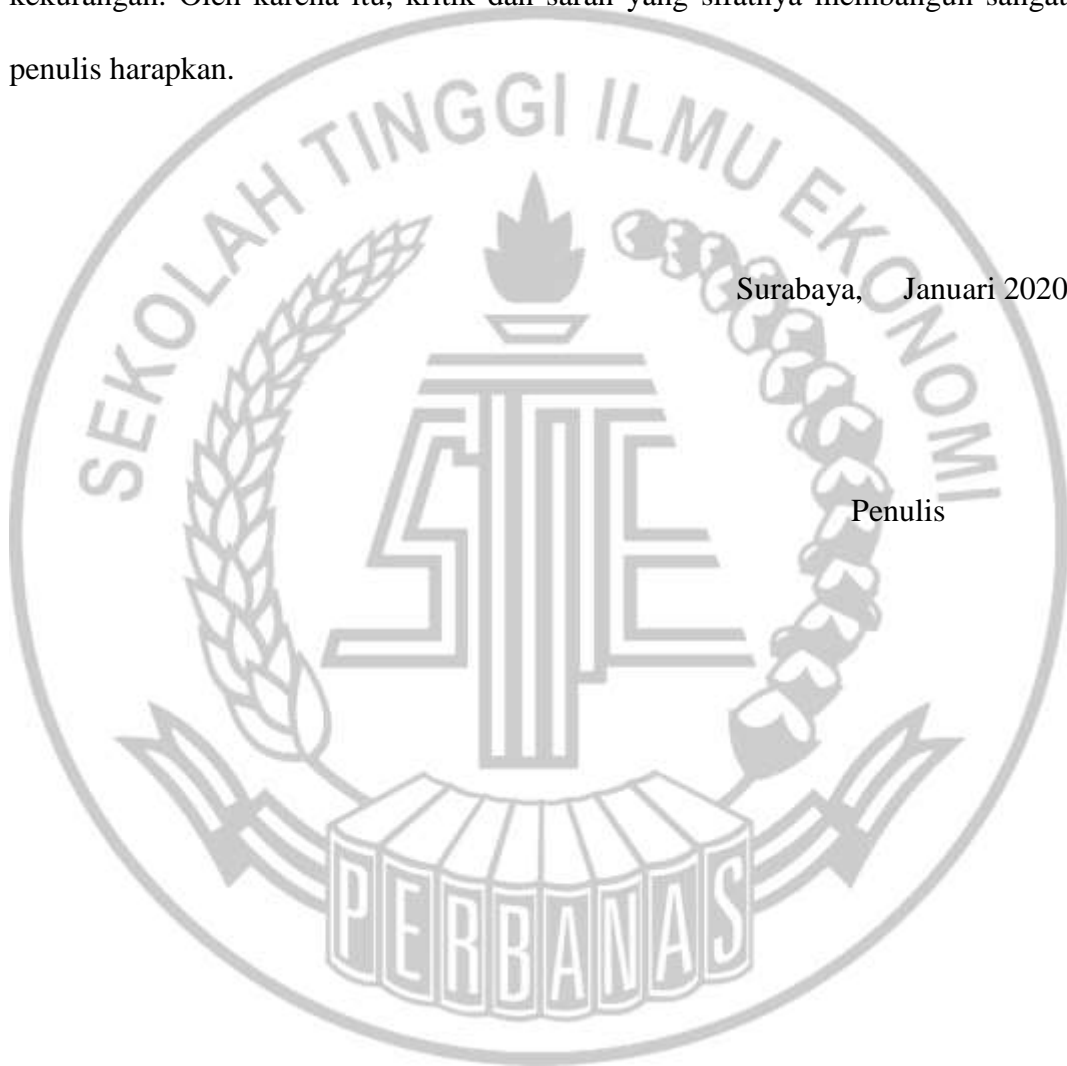 kekurangan. Oleh karena itu, kritik dan saran yang sifatnya membangun sangat
penulis harapkan.
SEKOLAH TINGGI ILMU EKONOMI
Surabaya, Januari 2020
STIE
Penulis
PERBANAS